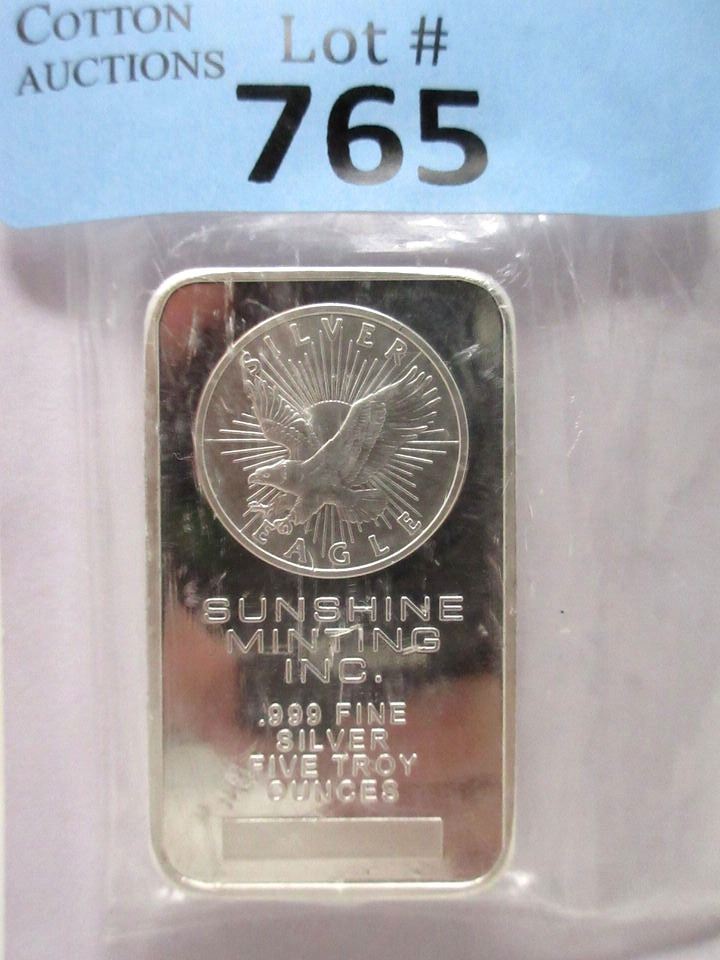 COTTON
AUCTIONS
Lot #
765
SILVER
EAGLE
SUNSHINE
MINTING
INC.
.999 FINE
SILVER
FIVE TROY
OUNCES